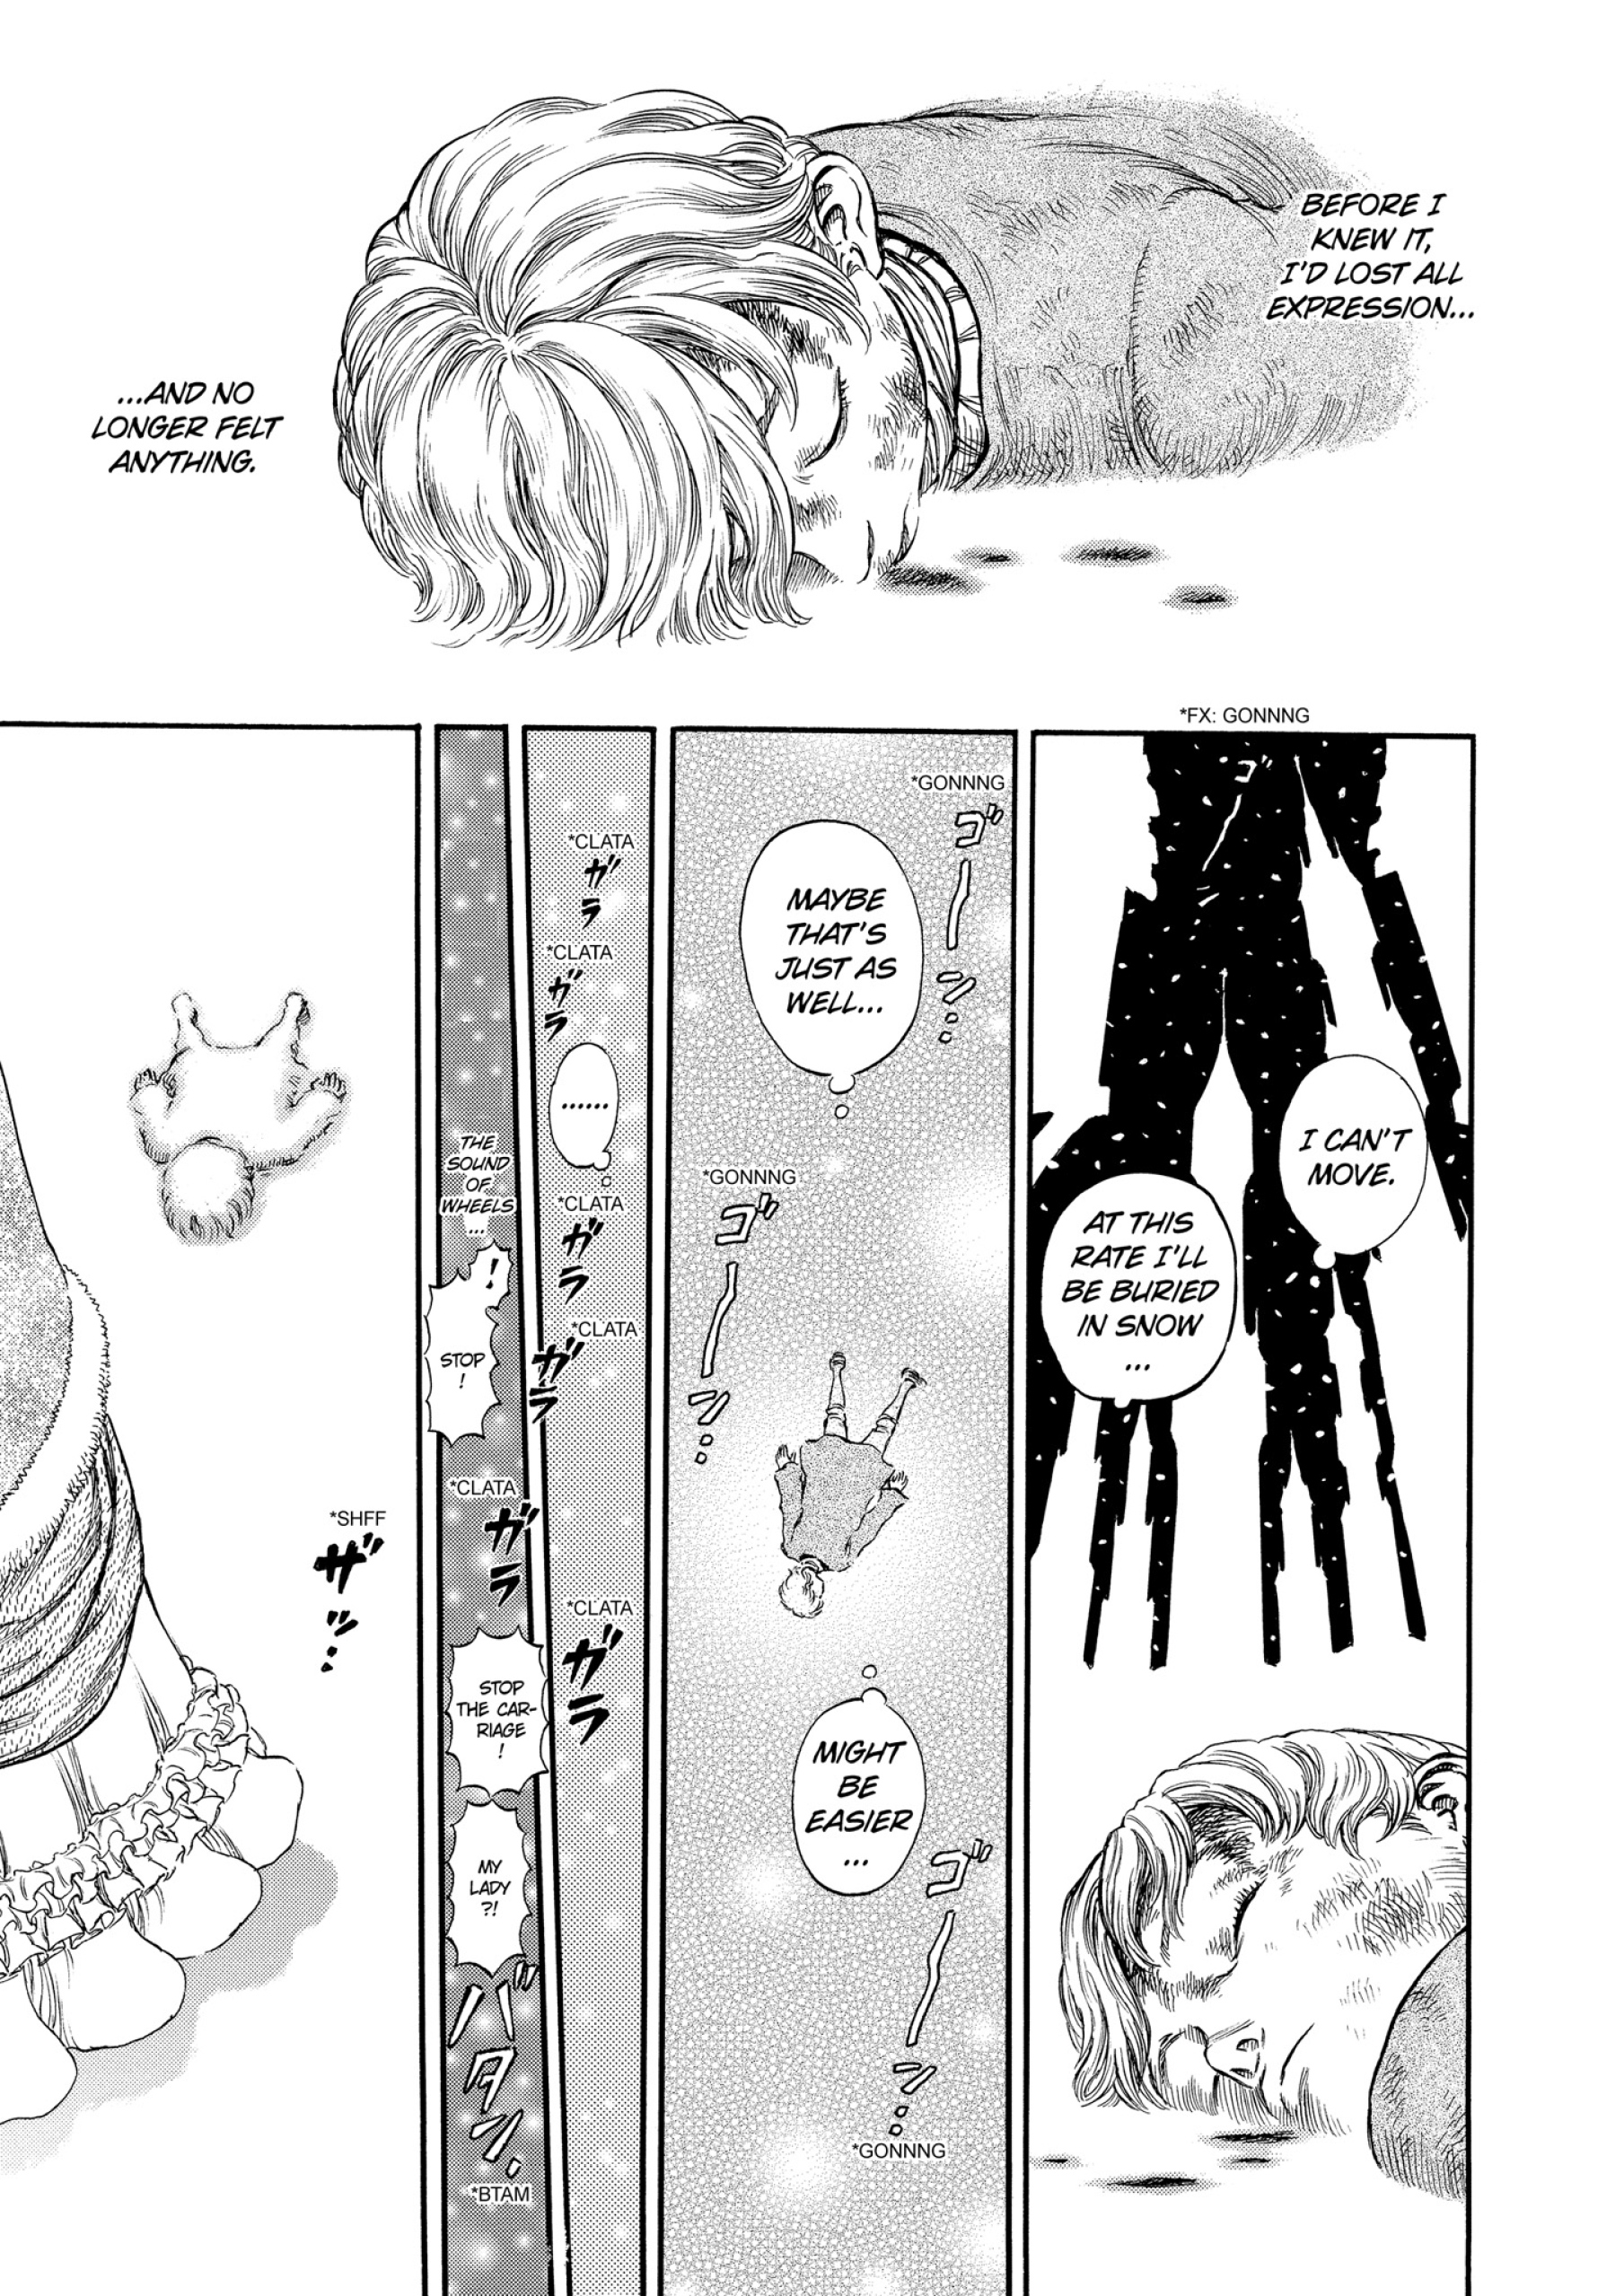 BEFORE I
KNEW IT,
I'D LOST ALL
EXPRESSION...
...AND NO
LONGER FELT
ANYTHING.
*FX: GONNNG
ゴ
I CAN'T
MOVE.
AT THIS
RATE I'LL
BE BURIED
IN SNOW
...
*GONNNG
ゴーン…
MAYBE
THAT'S
JUST AS
WELL...
*GONNNG
ゴーン…
MIGHT
BE
EASIER
...
ゴーン…
*GONNNG
*CLATA
ガラ
*CLATA
ガラ
......
*CLATA
ガラ
*CLATA
ガラ
*CLATA
ガラ
THE
SOUND
OF
WHEELS
...
!
STOP
!
*CLATA
ガラ
STOP
THE CAR-
RIAGE
!
MY
LADY
?!
バタン
*BTAM
*SHFF
ザッ…